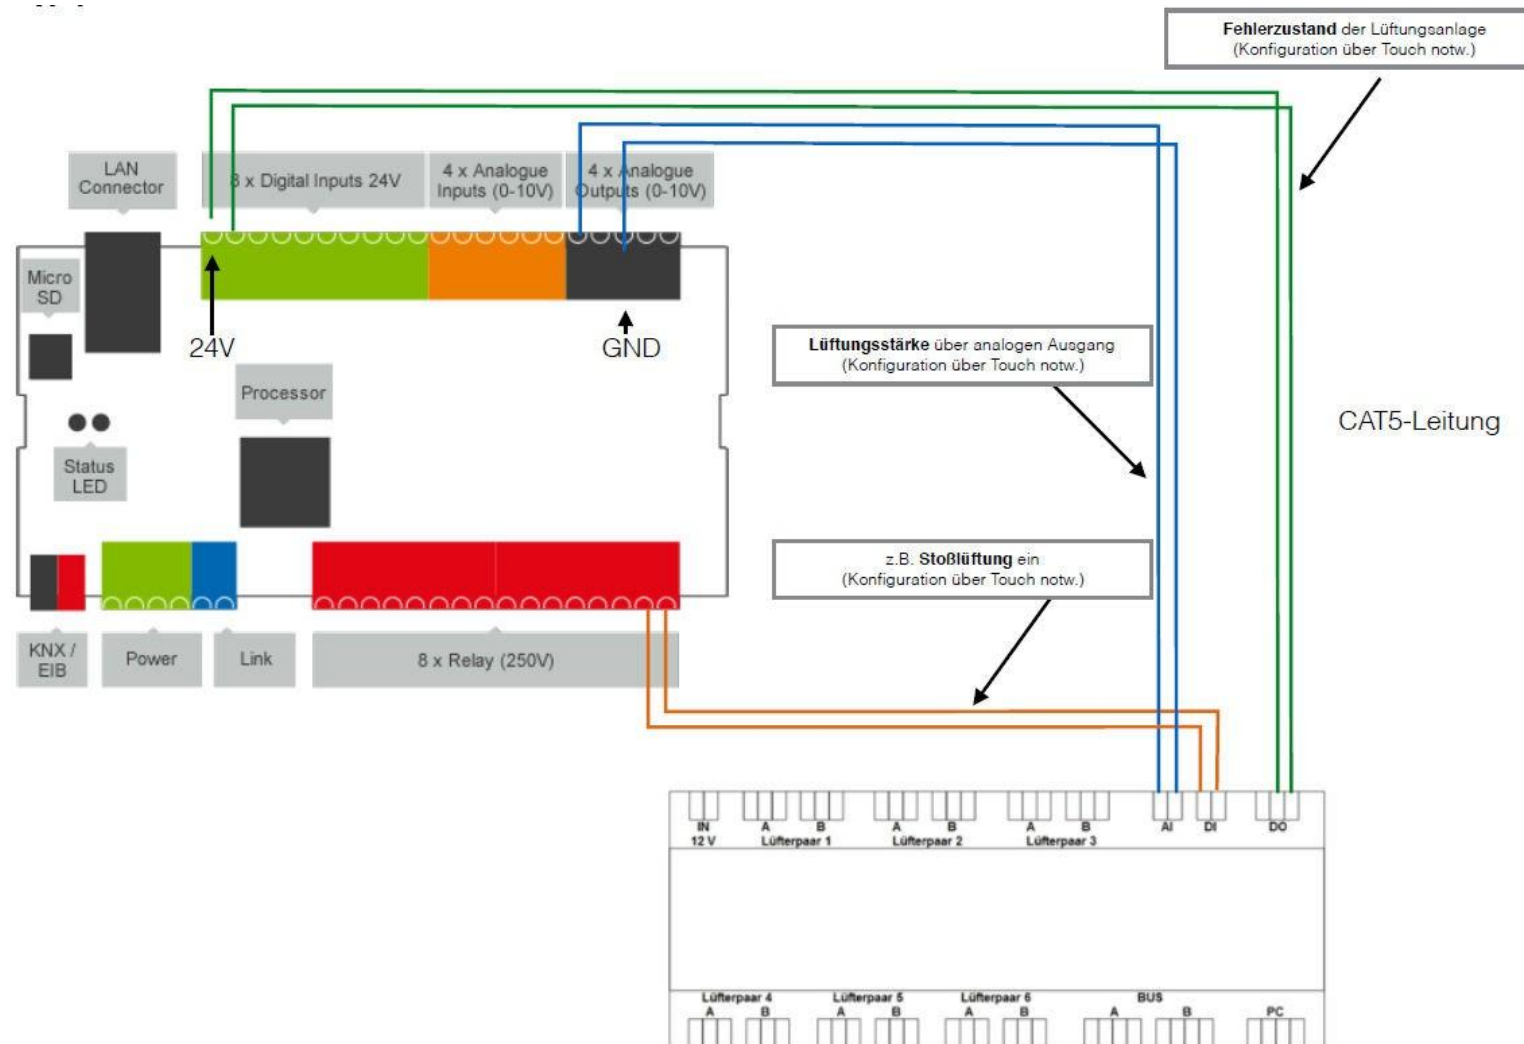 Fehlerzustand der Lüftungsanlage
(Konfiguration über Touch notw.)
LAN
Connector
8 x Digital Inputs 24V
4 x Analogue
Inputs (0-10V)
4 x Analogue
Outputs (0-10V)
Micro
SD
24V
GND
Lüftungsstärke über analogen Ausgang
(Konfiguration über Touch notw.)
Processor
CAT5-Leitung
Status
LED
z.B. Stoßlüftung ein
(Konfiguration über Touch notw.)
KNX /
EIB
Power
Link
8 x Relay (250V)
IN
12 V
A
B
Lüfterpaar 1
A
B
Lüfterpaar 2
A
B
Lüfterpaar 3
AI
DI
DO
Lüfterpaar 4
A
B
Lüfterpaar 5
A
B
Lüfterpaar 6
A
B
BUS
A
B
PC